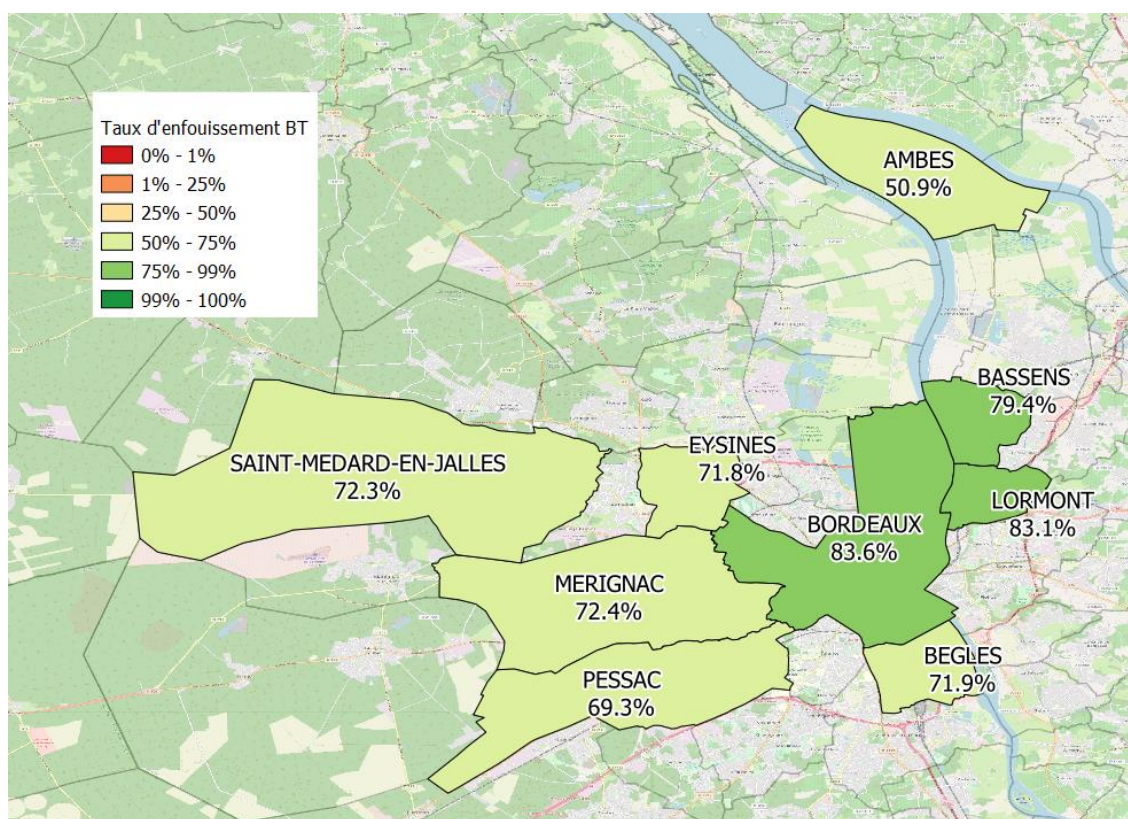 Taux d'enfouissement BT
0% - 1%
1% - 25%
25% - 50%
50% - 75%
75% - 99%
99% - 100%
AMBES
50.9%
BASSENS
79.4%
EYSINES
71.8%
SAINT-MEDARD-EN-JALLES
72.3%
LORMONT
83.1%
BORDEAUX
83.6%
MERIGNAC
72.4%
BEGLES
71.9%
PESSAC
69.3%